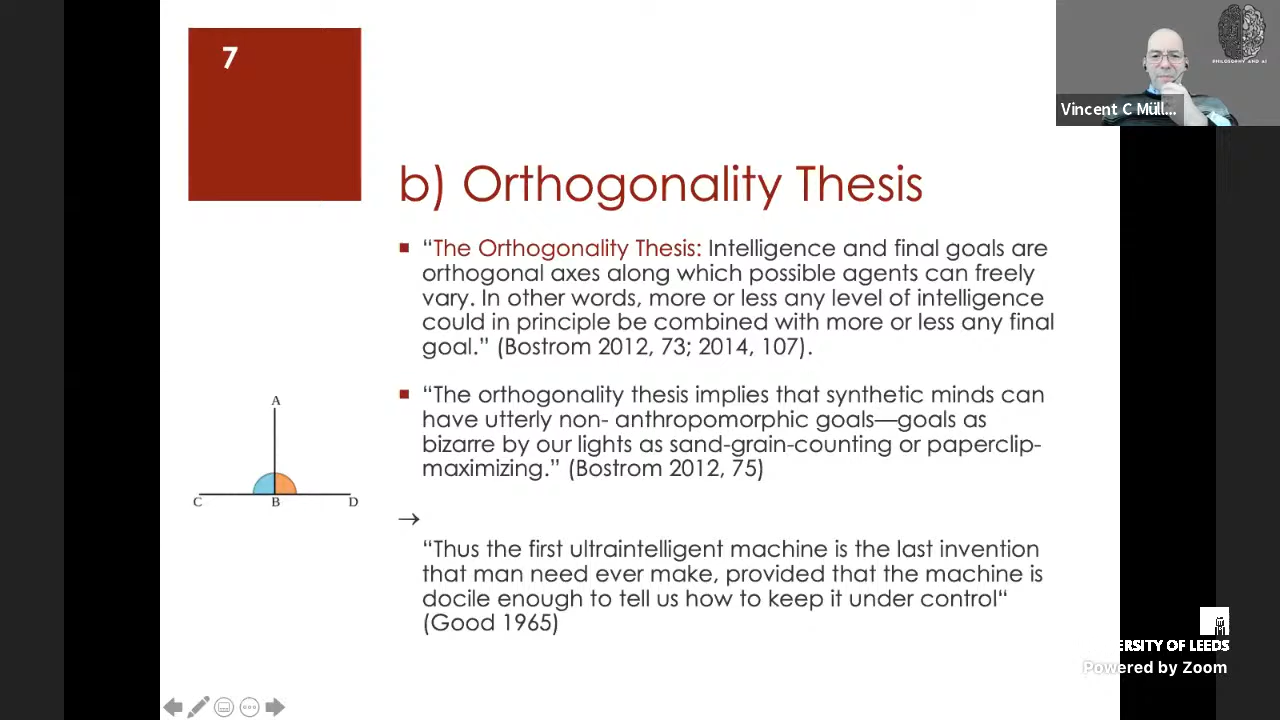 7
PHILOSOPHY AND AI
Vincent C Müll...
b) Orthogonality Thesis
“The Orthogonality Thesis: Intelligence and final goals are
orthogonal axes along which possible agents can freely
vary. In other words, more or less any level of intelligence
could in principle be combined with more or less any final
goal.” (Bostrom 2012, 73; 2014, 107).
“The orthogonality thesis implies that synthetic minds can
have utterly non- anthropomorphic goals—goals as
bizarre by our lights as sand-grain-counting or paperclip-
maximizing.” (Bostrom 2012, 75)
A
C B D
→
“Thus the first ultraintelligent machine is the last invention
that man need ever make, provided that the machine is
docile enough to tell us how to keep it under control“
(Good 1965)
ERSITY OF LEEDS
Powered by Zoom